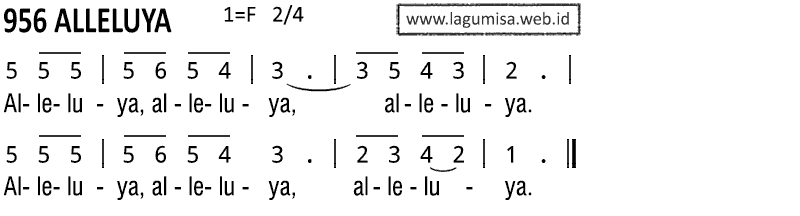 956 ALLELUYA 1=F 2/4 www.lagumisa.web.id
5 5 5 | 5 6 5 4 | 3 . | 3 5 4 3 | 2 . |
Al- le- lu - ya, al - le- lu - ya, al - le - lu - ya.
5 5 5 | 5 6 5 4 3 . | 2 3 4 2 | 1 . ||
Al- le- lu - ya, al - le- lu - ya, al - le - lu - ya.